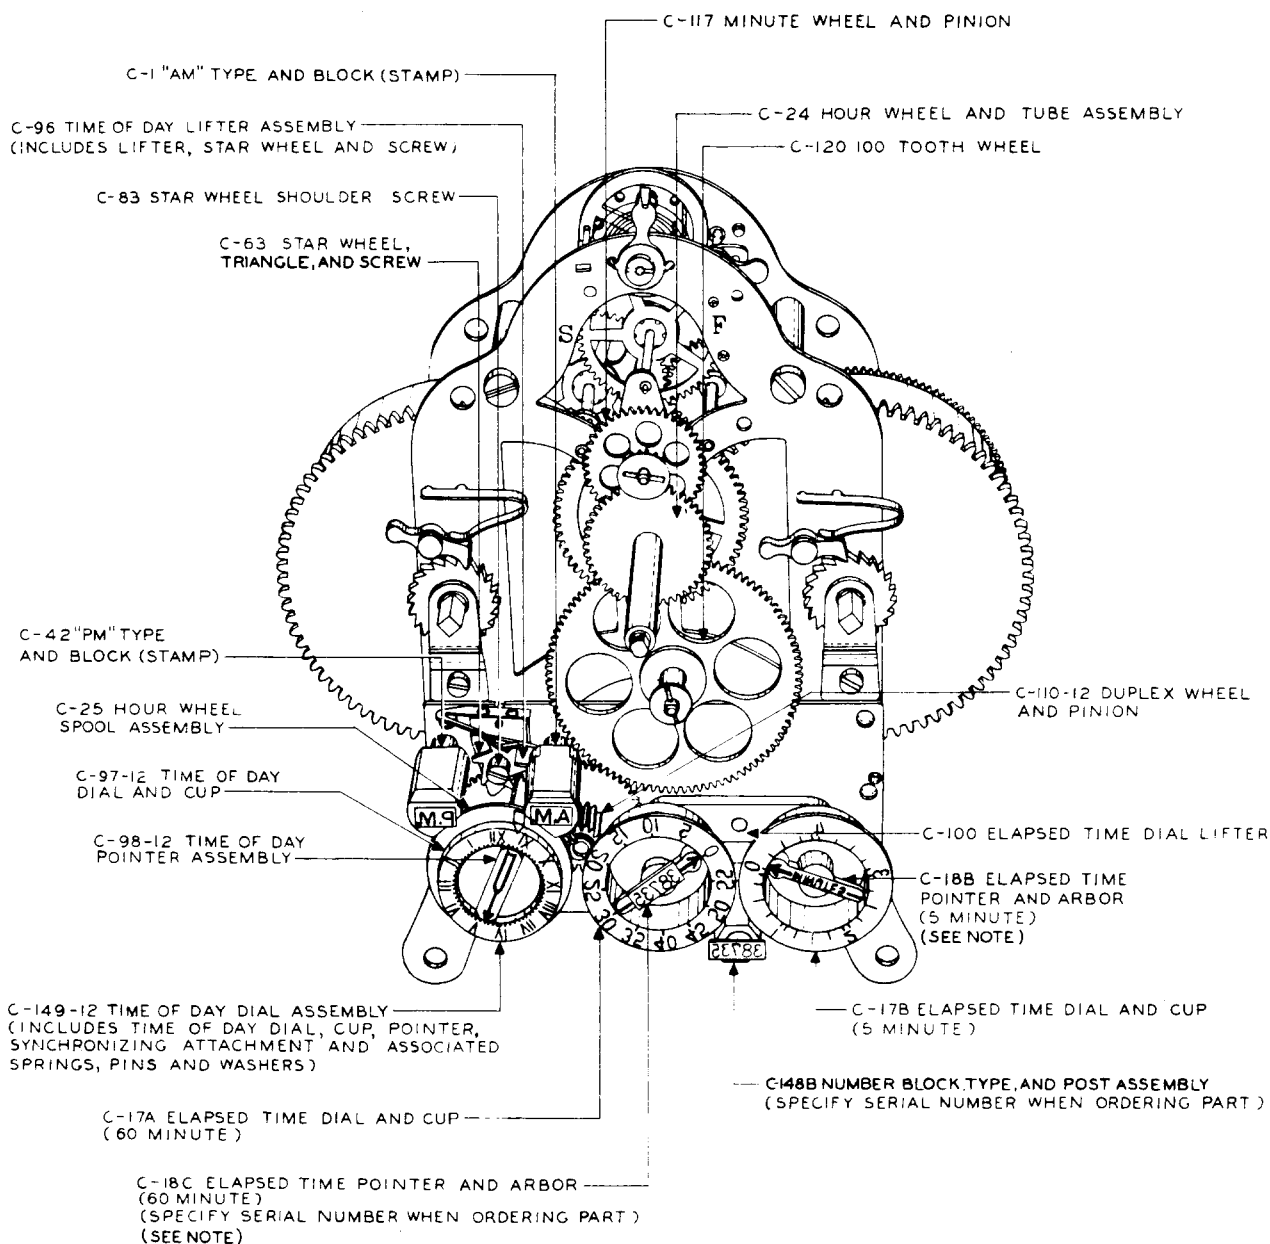 C-117 MINUTE WHEEL AND PINION
C-1 "AM" TYPE AND BLOCK (STAMP)
C-96 TIME OF DAY LIFTER ASSEMBLY
(INCLUDES LIFTER, STAR WHEEL AND SCREW)
C-24 HOUR WHEEL AND TUBE ASSEMBLY
C-120 100 TOOTH WHEEL
C-83 STAR WHEEL SHOULDER SCREW
C-63 STAR WHEEL,
TRIANGLE, AND SCREW
S
F
C-42 "PM" TYPE
AND BLOCK (STAMP)
C-25 HOUR WHEEL
SPOOL ASSEMBLY
C-110-12 DUPLEX WHEEL
AND PINION
C-97-12 TIME OF DAY
DIAL AND CUP
C-98-12 TIME OF DAY
POINTER ASSEMBLY
C-100 ELAPSED TIME DIAL LIFTER
C-18B ELAPSED TIME
POINTER AND ARBOR
(5 MINUTE)
(SEE NOTE)
P.M.
A.M
38735
MINUTES
38735
C-149-12 TIME OF DAY DIAL ASSEMBLY
(INCLUDES TIME OF DAY DIAL, CUP, POINTER,
SYNCHRONIZING ATTACHMENT AND ASSOCIATED
SPRINGS, PINS AND WASHERS)
C-17B ELAPSED TIME DIAL AND CUP
(5 MINUTE)
C-148B NUMBER BLOCK, TYPE, AND POST ASSEMBLY
(SPECIFY SERIAL NUMBER WHEN ORDERING PART)
C-17A ELAPSED TIME DIAL AND CUP
(60 MINUTE)
C-18C ELAPSED TIME POINTER AND ARBOR
(60 MINUTE)
(SPECIFY SERIAL NUMBER WHEN ORDERING PART)
(SEE NOTE)